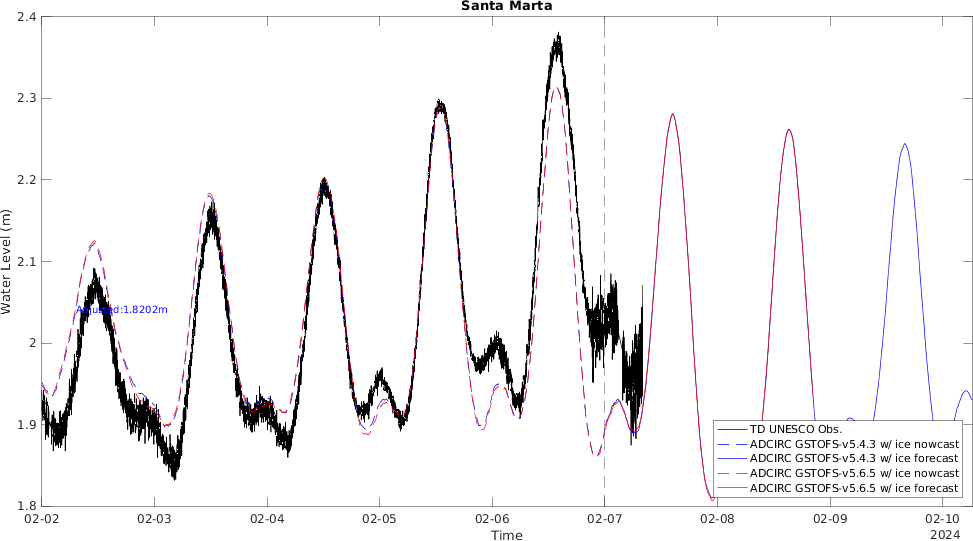 Santa Marta
Water Level (m)
2.4
2.3
2.2
2.1
2
1.9
1.8
Adjusted:1.8202m
TD UNESCO Obs.
ADCIRC GSTOFS-v5.4.3 w/ ice nowcast
ADCIRC GSTOFS-v5.4.3 w/ ice forecast
ADCIRC GSTOFS-v5.6.5 w/ ice nowcast
ADCIRC GSTOFS-v5.6.5 w/ ice forecast
02-02 02-03 02-04 02-05 02-06 02-07 02-08 02-09 02-10
Time 2024